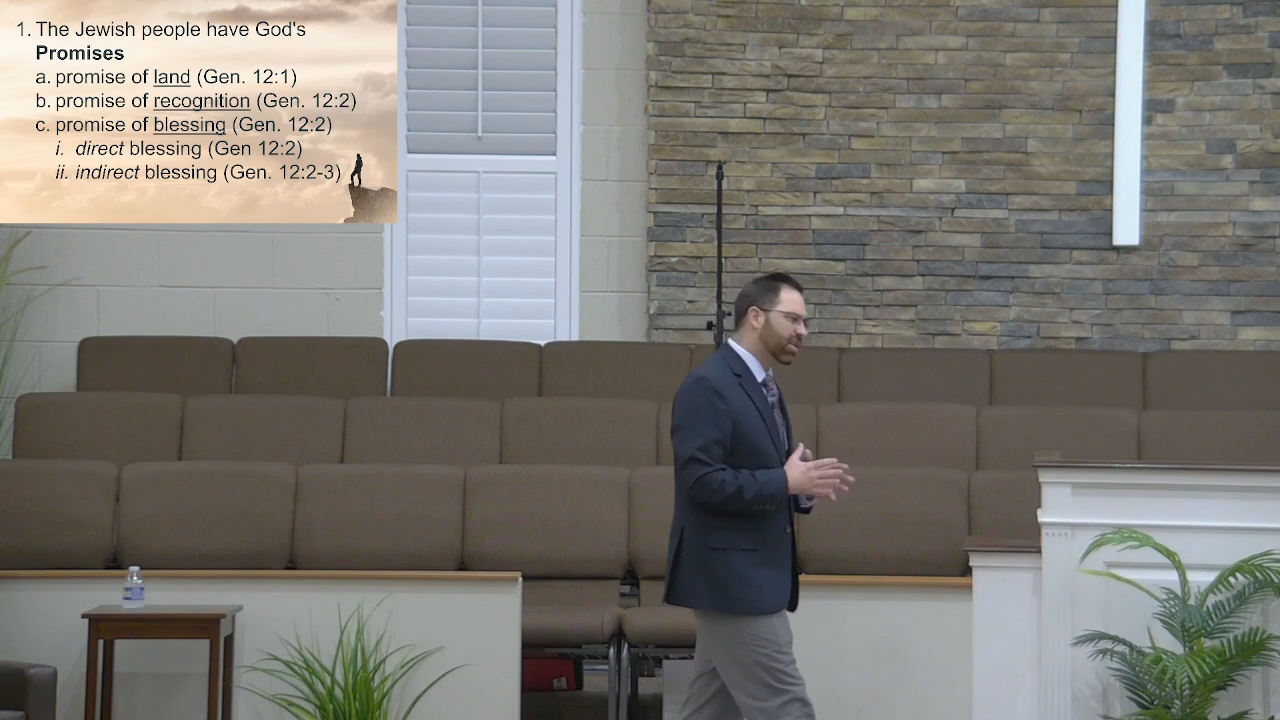 1. The Jewish people have God's
Promises
a. promise of land (Gen. 12:1)
b. promise of recognition (Gen. 12:2)
c. promise of blessing (Gen. 12:2)
i. direct blessing (Gen 12:2)
ii. indirect blessing (Gen. 12:2-3)